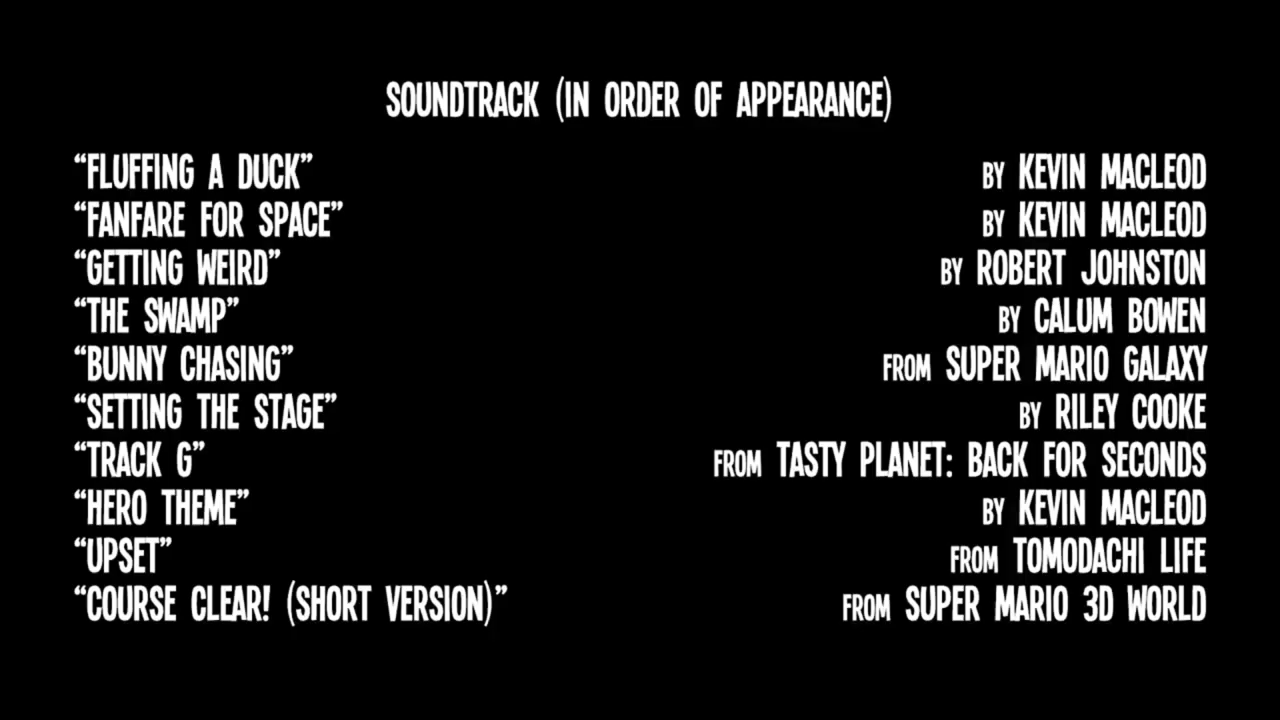 SOUNDTRACK (IN ORDER OF APPEARANCE)
“FLUFFING A DUCK” BY KEVIN MACLEOD
“FANFARE FOR SPACE” BY KEVIN MACLEOD
“GETTING WEIRD” BY ROBERT JOHNSTON
“THE SWAMP” BY CALUM BOWEN
“BUNNY CHASING” FROM SUPER MARIO GALAXY
“SETTING THE STAGE” BY RILEY COOKE
“TRACK G” FROM TASTY PLANET: BACK FOR SECONDS
“HERO THEME” BY KEVIN MACLEOD
“UPSET” FROM TOMODACHI LIFE
“COURSE CLEAR! (SHORT VERSION)” FROM SUPER MARIO 3D WORLD